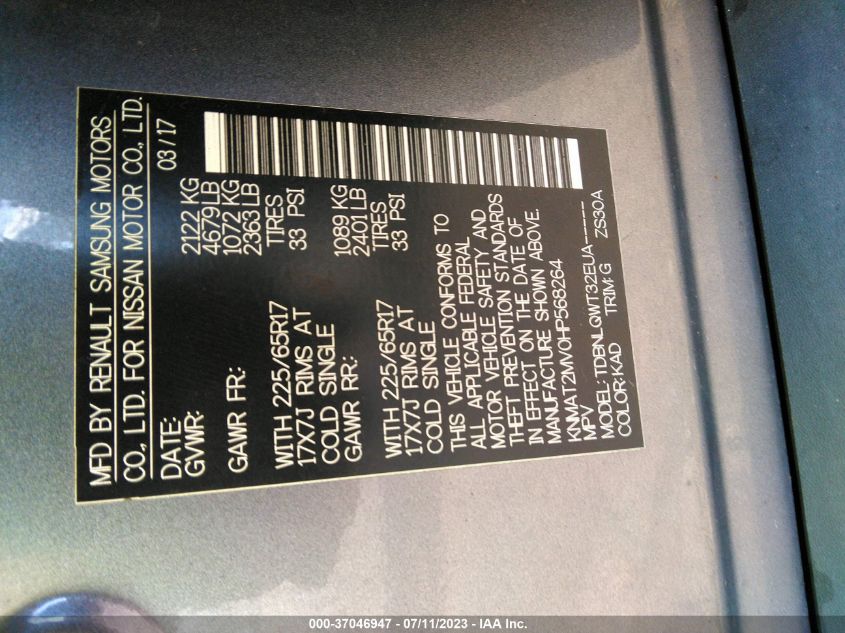 MFD BY RENAULT SAMSUNG MOTORS
CO., LTD. FOR NISSAN MOTOR CO., LTD.
DATE: 03/17
GVWR: 2122 KG
4679 LB
GAWR FR: 1072 KG
2363 LB
WITH 225/65R17 TIRES
17X7J RIMS AT 33 PSI
COLD SINGLE
GAWR RR: 1089 KG
2401 LB
WITH 225/65R17 TIRES
17X7J RIMS AT 33 PSI
COLD SINGLE
THIS VEHICLE CONFORMS TO
ALL APPLICABLE FEDERAL
MOTOR VEHICLE SAFETY AND
THEFT PREVENTION STANDARDS
IN EFFECT ON THE DATE OF
MANUFACTURE SHOWN ABOVE.
KNMAT2MV0HP568264
MPV
MODEL: TDBNLQWT32EUA-----
COLOR:KAD TRIM:G ZS30A
000-37046947 - 07/11/2023 - IAA Inc.